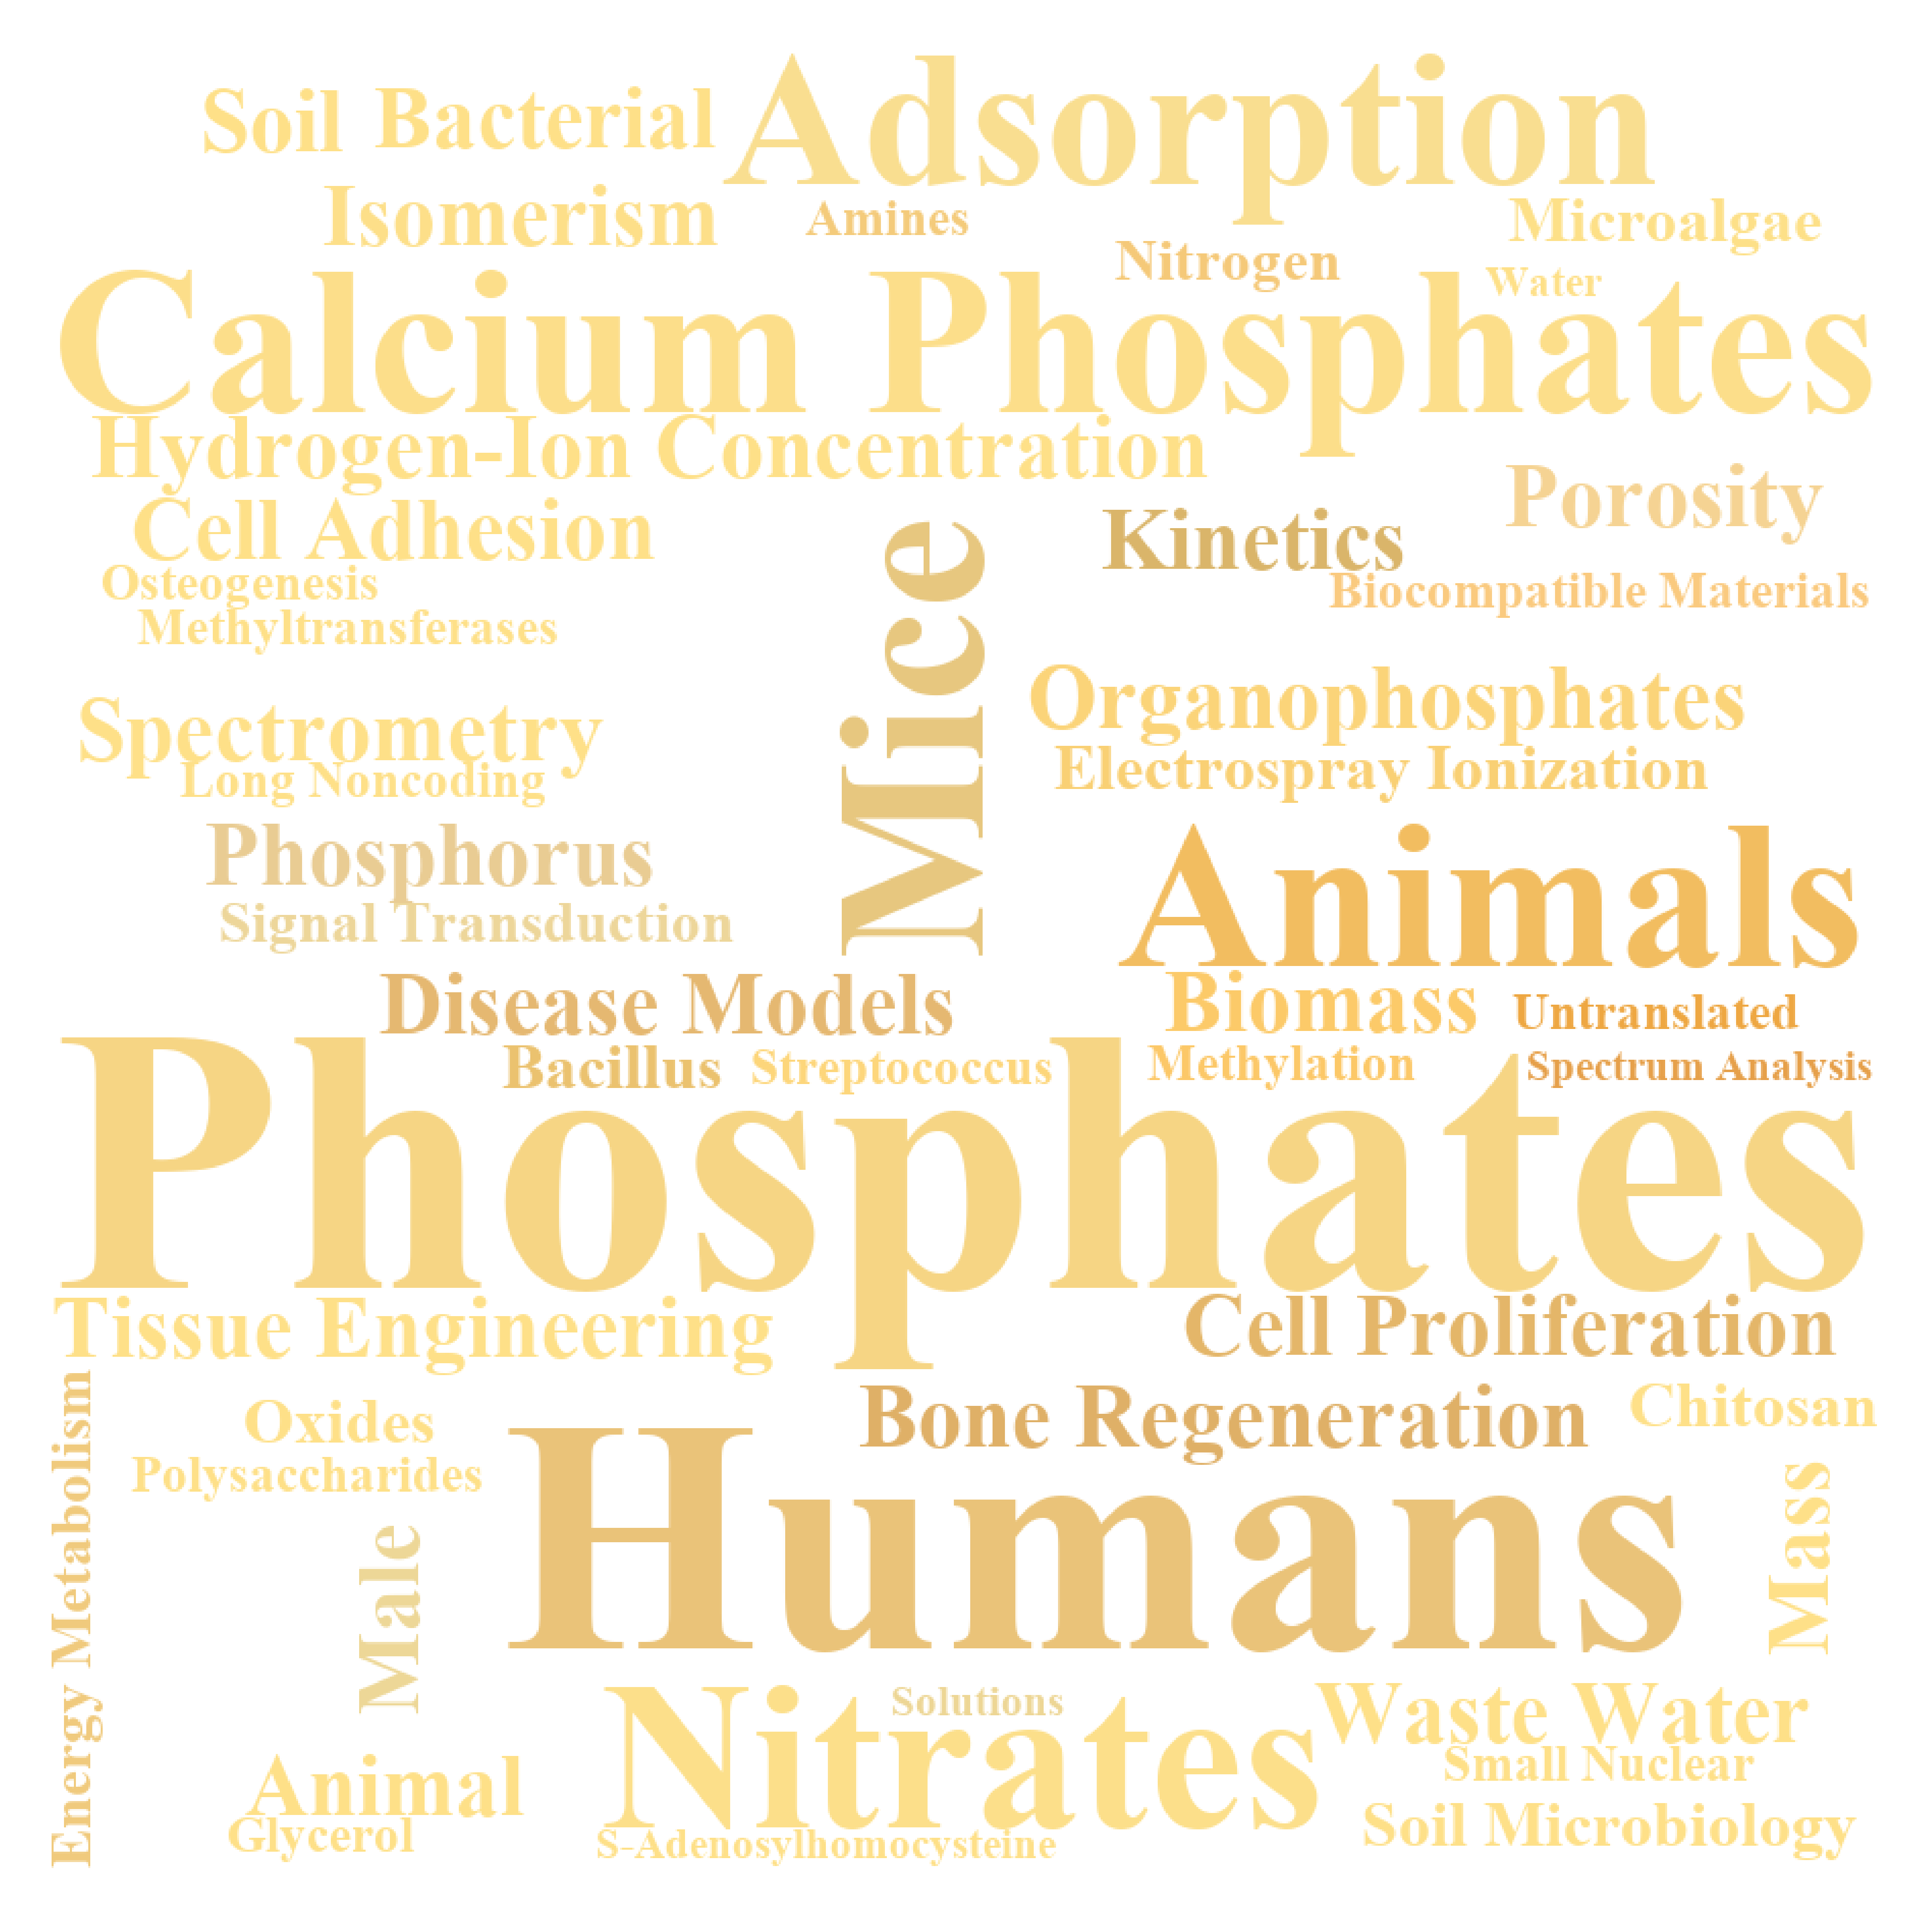 Adsorption
Soil Bacterial
Isomerism
Amines
Microalgae
Nitrogen
Water
Calcium Phosphates
Hydrogen-Ion Concentration
Porosity
Cell Adhesion
Kinetics
Mice
Osteogenesis
Biocompatible Materials
Methyltransferases
Organophosphates
Spectrometry
Electrospray Ionization
Long Noncoding
Phosphorus
Animals
Signal Transduction
Disease Models
Biomass
Untranslated
Bacillus
Streptococcus
Methylation
Spectrum Analysis
Phosphates
Tissue Engineering
Cell Proliferation
Energy Metabolism
Oxides
Bone Regeneration
Chitosan
Polysaccharides
Male
Humans
Mass
Nitrates
Solutions
Waste Water
Small Nuclear
Animal
Glycerol
S-Adenosylhomocysteine
Soil Microbiology